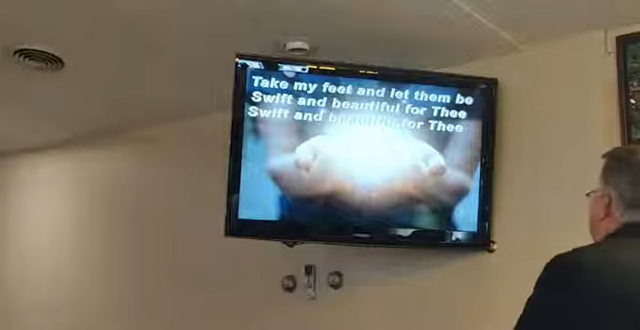 Take my feet and let them be
Swift and beautiful for Thee
Swift and beautiful for Thee